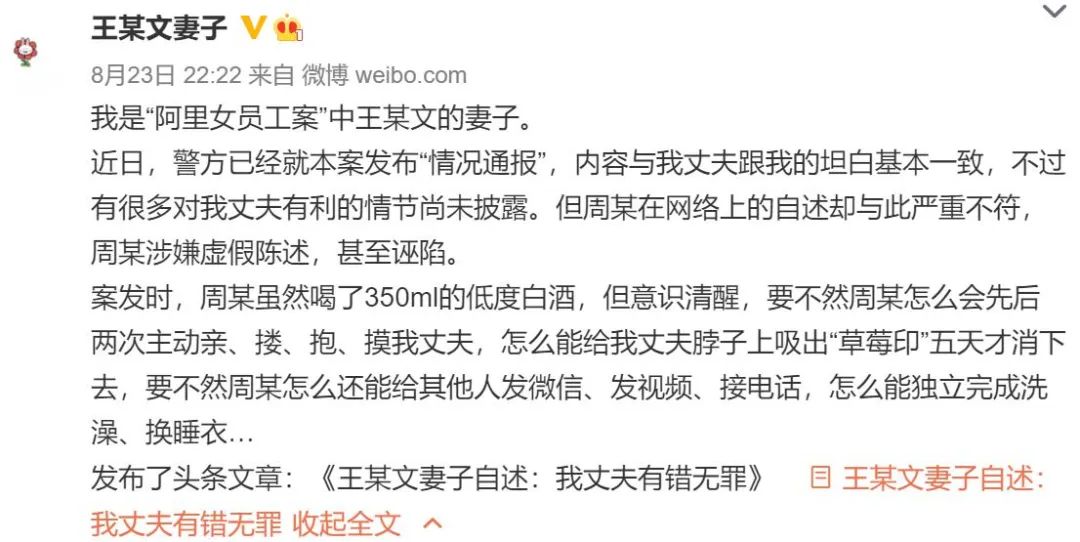 王某文妻子
8月23日 22:22 来自 微博 weibo.com
我是“阿里女员工案”中王某文的妻子。
近日，警方已经就本案发布“情况通报”，内容与我丈夫跟我的坦白基本一致，不过
有很多对我丈夫有利的情节尚未披露。但周某在网络上的自述却与此严重不符，
周某涉嫌虚假陈述，甚至诬陷。
案发时，周某虽然喝了350ml的低度白酒，但意识清醒，要不然周某怎么会先后
两次主动亲、搂、抱、摸我丈夫，怎么能给我丈夫脖子上吸出“草莓印”五天才消下
去，要不然周某怎么还能给其他人发微信、发视频、接电话，怎么能独立完成洗
澡、换睡衣…
发布了头条文章：《王某文妻子自述：我丈夫有错无罪》 王某文妻子自述：
我丈夫有错无罪 收起全文